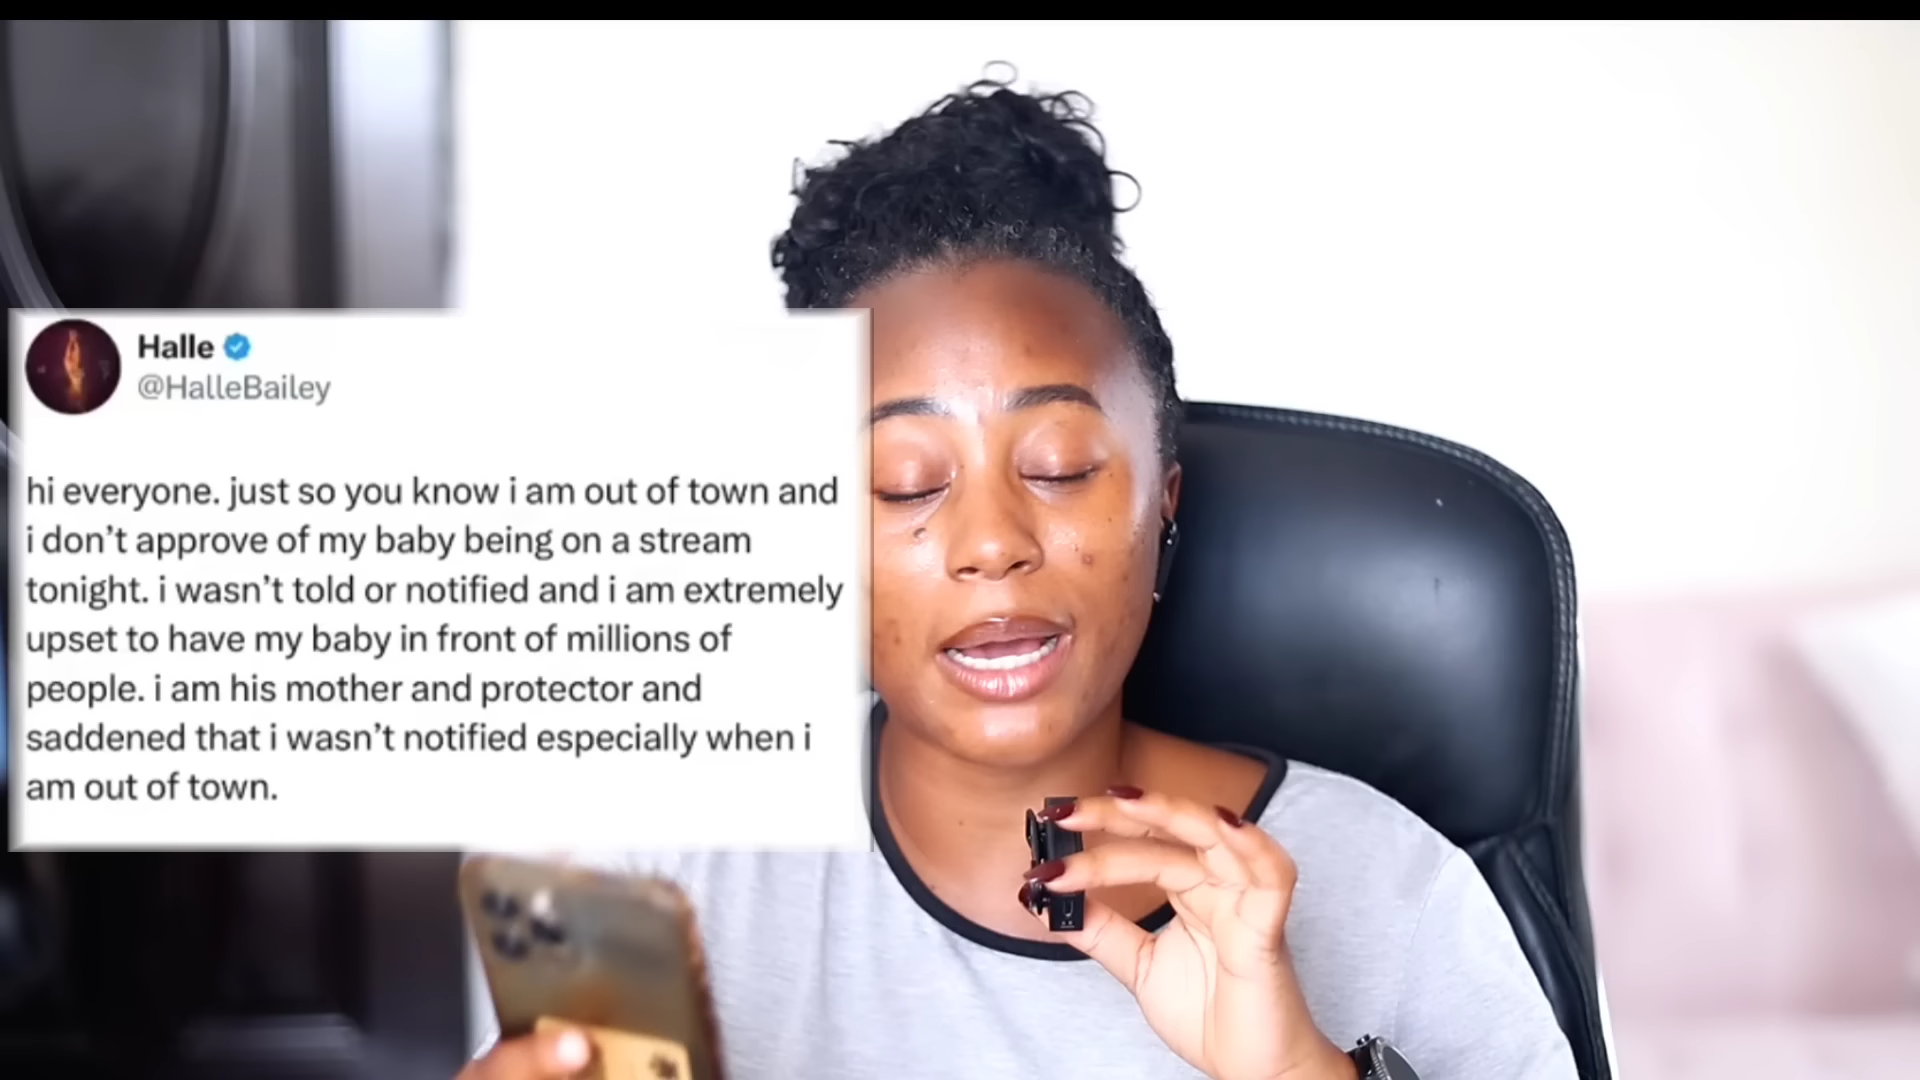 Halle
@HalleBailey
hi everyone. just so you know i am out of town and
i don’t approve of my baby being on a stream
tonight. i wasn’t told or notified and i am extremely
upset to have my baby in front of millions of
people. i am his mother and protector and
saddened that i wasn’t notified especially when i
am out of town.